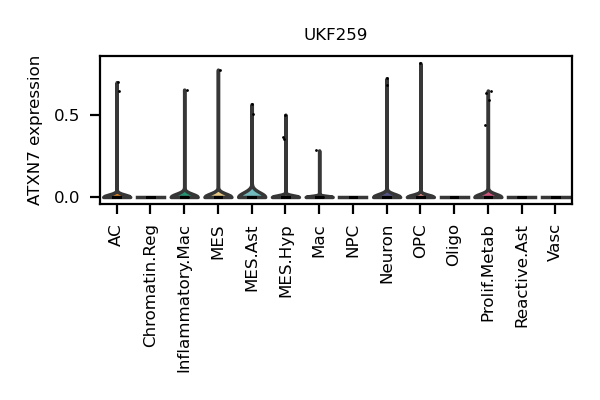 UKF259
ATXN7 expression
0.5
0.0
AC
Chromatin.Reg
Inflammatory.Mac
MES
MES.Ast
MES.Hyp
Mac
NPC
Neuron
OPC
Oligo
Prolif.Metab
Reactive.Ast
Vasc